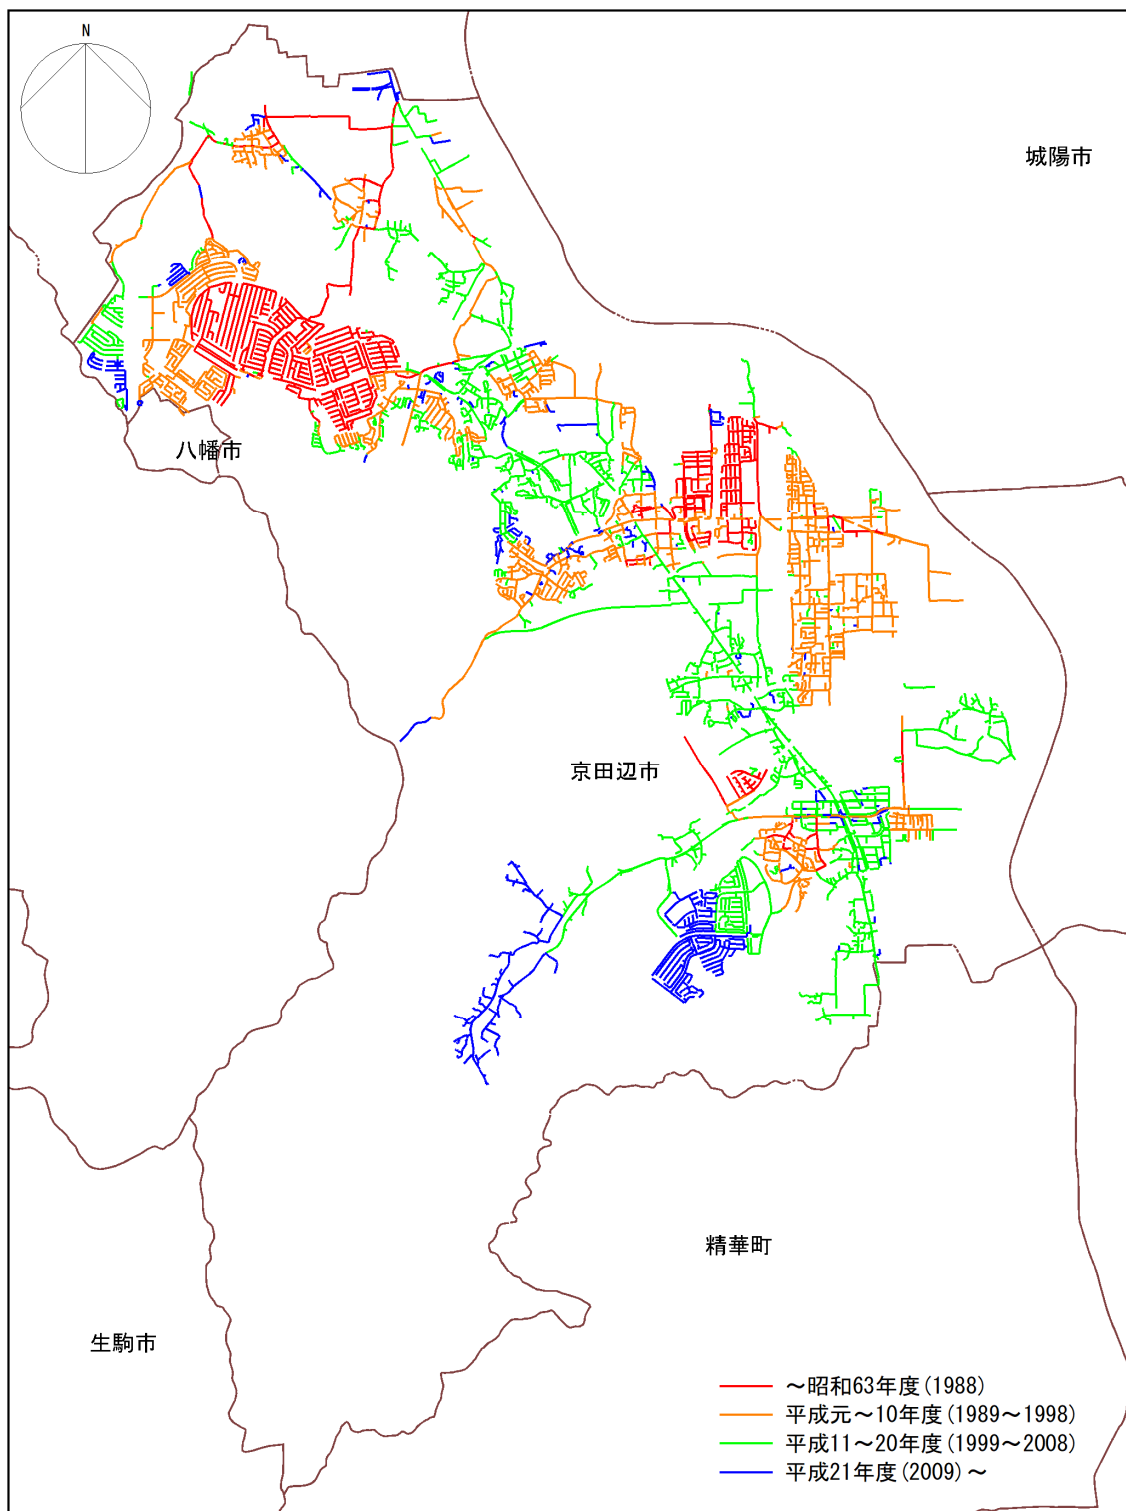 N
城陽市
八幡市
京田辺市
精華町
生駒市
～昭和63年度(1988)
平成元～10年度(1989～1998)
平成11～20年度(1999～2008)
平成21年度(2009)～